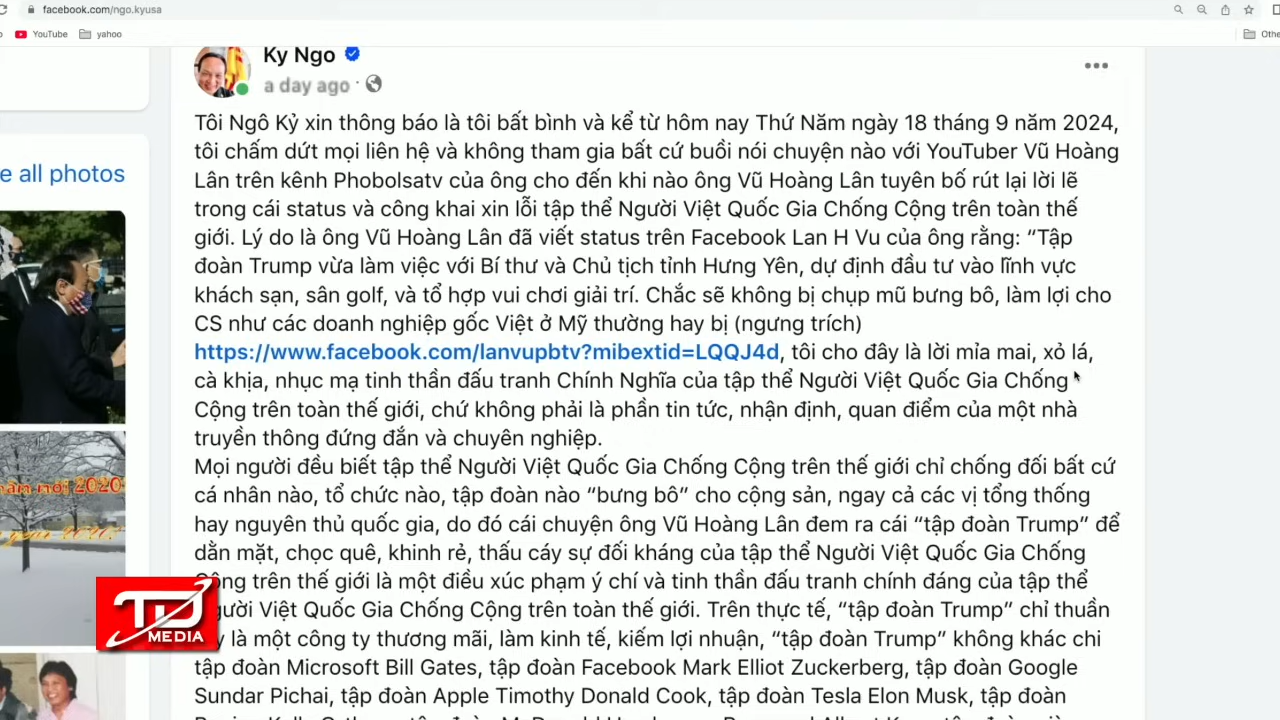 facebook.com/ngo.kyusa
YouTube
yahoo
Othe
Ky Ngo
a day ago ·
e all photos
Tôi Ngô Kỷ xin thông báo là tôi bất bình và kể từ hôm nay Thứ Năm ngày 18 tháng 9 năm 2024,
tôi chấm dứt mọi liên hệ và không tham gia bất cứ buổi nói chuyện nào với YouTuber Vũ Hoàng
Lân trên kênh Phobolsatv của ông cho đến khi nào ông Vũ Hoàng Lân tuyên bố rút lại lời lẽ
trong cái status và công khai xin lỗi tập thể Người Việt Quốc Gia Chống Cộng trên toàn thế
giới. Lý do là ông Vũ Hoàng Lân đã viết status trên Facebook Lan H Vu của ông rằng: “Tập
đoàn Trump vừa làm việc với Bí thư và Chủ tịch tỉnh Hưng Yên, dự định đầu tư vào lĩnh vực
khách sạn, sân golf, và tổ hợp vui chơi giải trí. Chắc sẽ không bị chụp mũ bưng bô, làm lợi cho
CS như các doanh nghiệp gốc Việt ở Mỹ thường hay bị (ngưng trích)
https://www.facebook.com/lanvupbtv?mibextid=LQQJ4d, tôi cho đây là lời mỉa mai, xỏ lá,
cà khịa, nhục mạ tinh thần đấu tranh Chính Nghĩa của tập thể Người Việt Quốc Gia Chống
Cộng trên toàn thế giới, chứ không phải là phần tin tức, nhận định, quan điểm của một nhà
truyền thông đứng đắn và chuyên nghiệp.
Mọi người đều biết tập thể Người Việt Quốc Gia Chống Cộng trên thế giới chỉ chống đối bất cứ
cá nhân nào, tổ chức nào, tập đoàn nào “bưng bô” cho cộng sản, ngay cả các vị tổng thống
hay nguyên thủ quốc gia, do đó cái chuyện ông Vũ Hoàng Lân đem ra cái “tập đoàn Trump” để
dằn mặt, chọc quê, khinh rẻ, thấu cáy sự đối kháng của tập thể Người Việt Quốc Gia Chống
Cộng trên thế giới là một điều xúc phạm ý chí và tinh thần đấu tranh chính đáng của tập thể
gười Việt Quốc Gia Chống Cộng trên toàn thế giới. Trên thực tế, “tập đoàn Trump” chỉ thuần
y là một công ty thương mãi, làm kinh tế, kiếm lợi nhuận, “tập đoan Trump” không khác chi
tập đoàn Microsoft Bill Gates, tập đoàn Facebook Mark Elliot Zuckerberg, tập đoàn Google
Sundar Pichai, tập đoàn Apple Timothy Donald Cook, tập đoàn Tesla Elon Musk, tập đoàn
năm mới 2020
TD
MEDIA